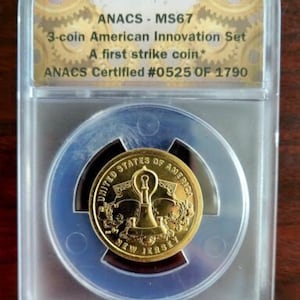 ANACS - MS67
3-coin American Innovation Set
A first strike coin.*
ANACS Certified #0525 OF 1790
UNITED STATES OF AMERICA
NEW JERSEY